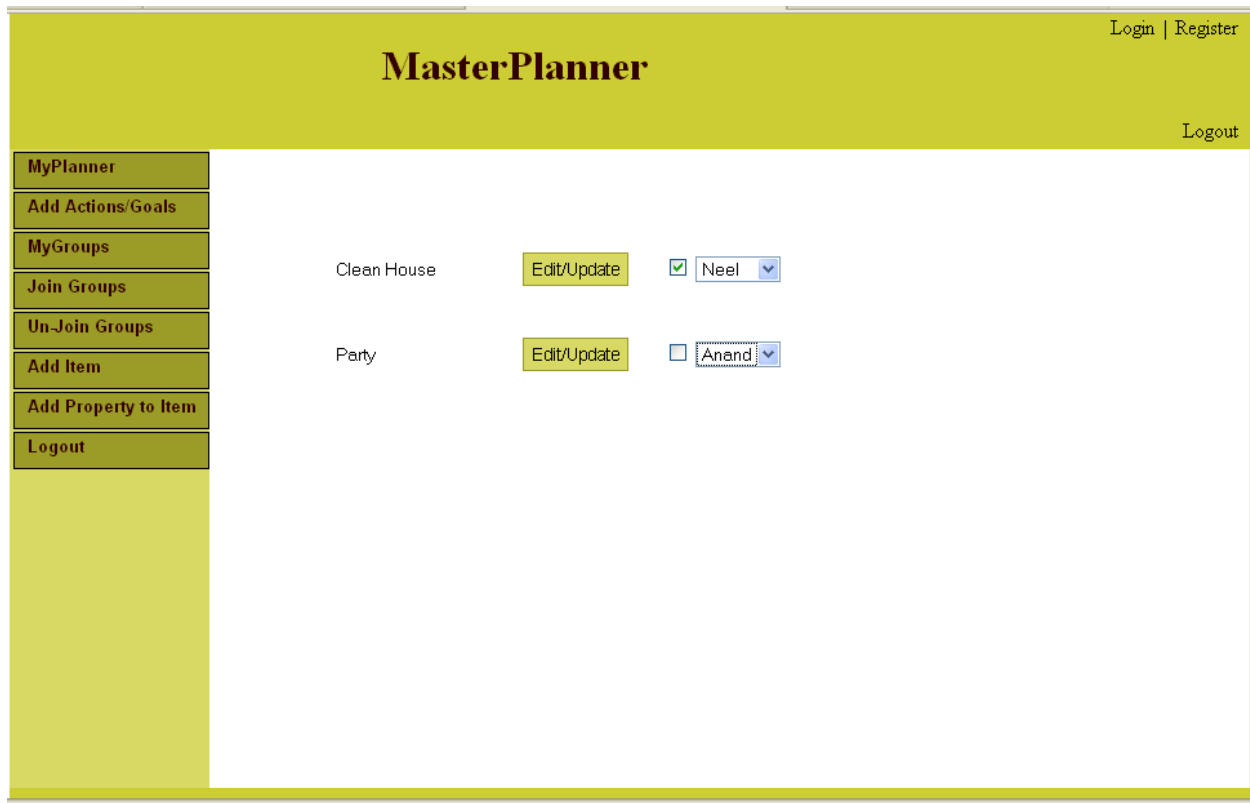 Login | Register
MasterPlanner
Logout
MyPlanner
Add Actions/Goals
MyGroups
Join Groups
Un-Join Groups
Add Item
Add Property to Item
Logout
Clean House Edit/Update Neel
Party Edit/Update Anand